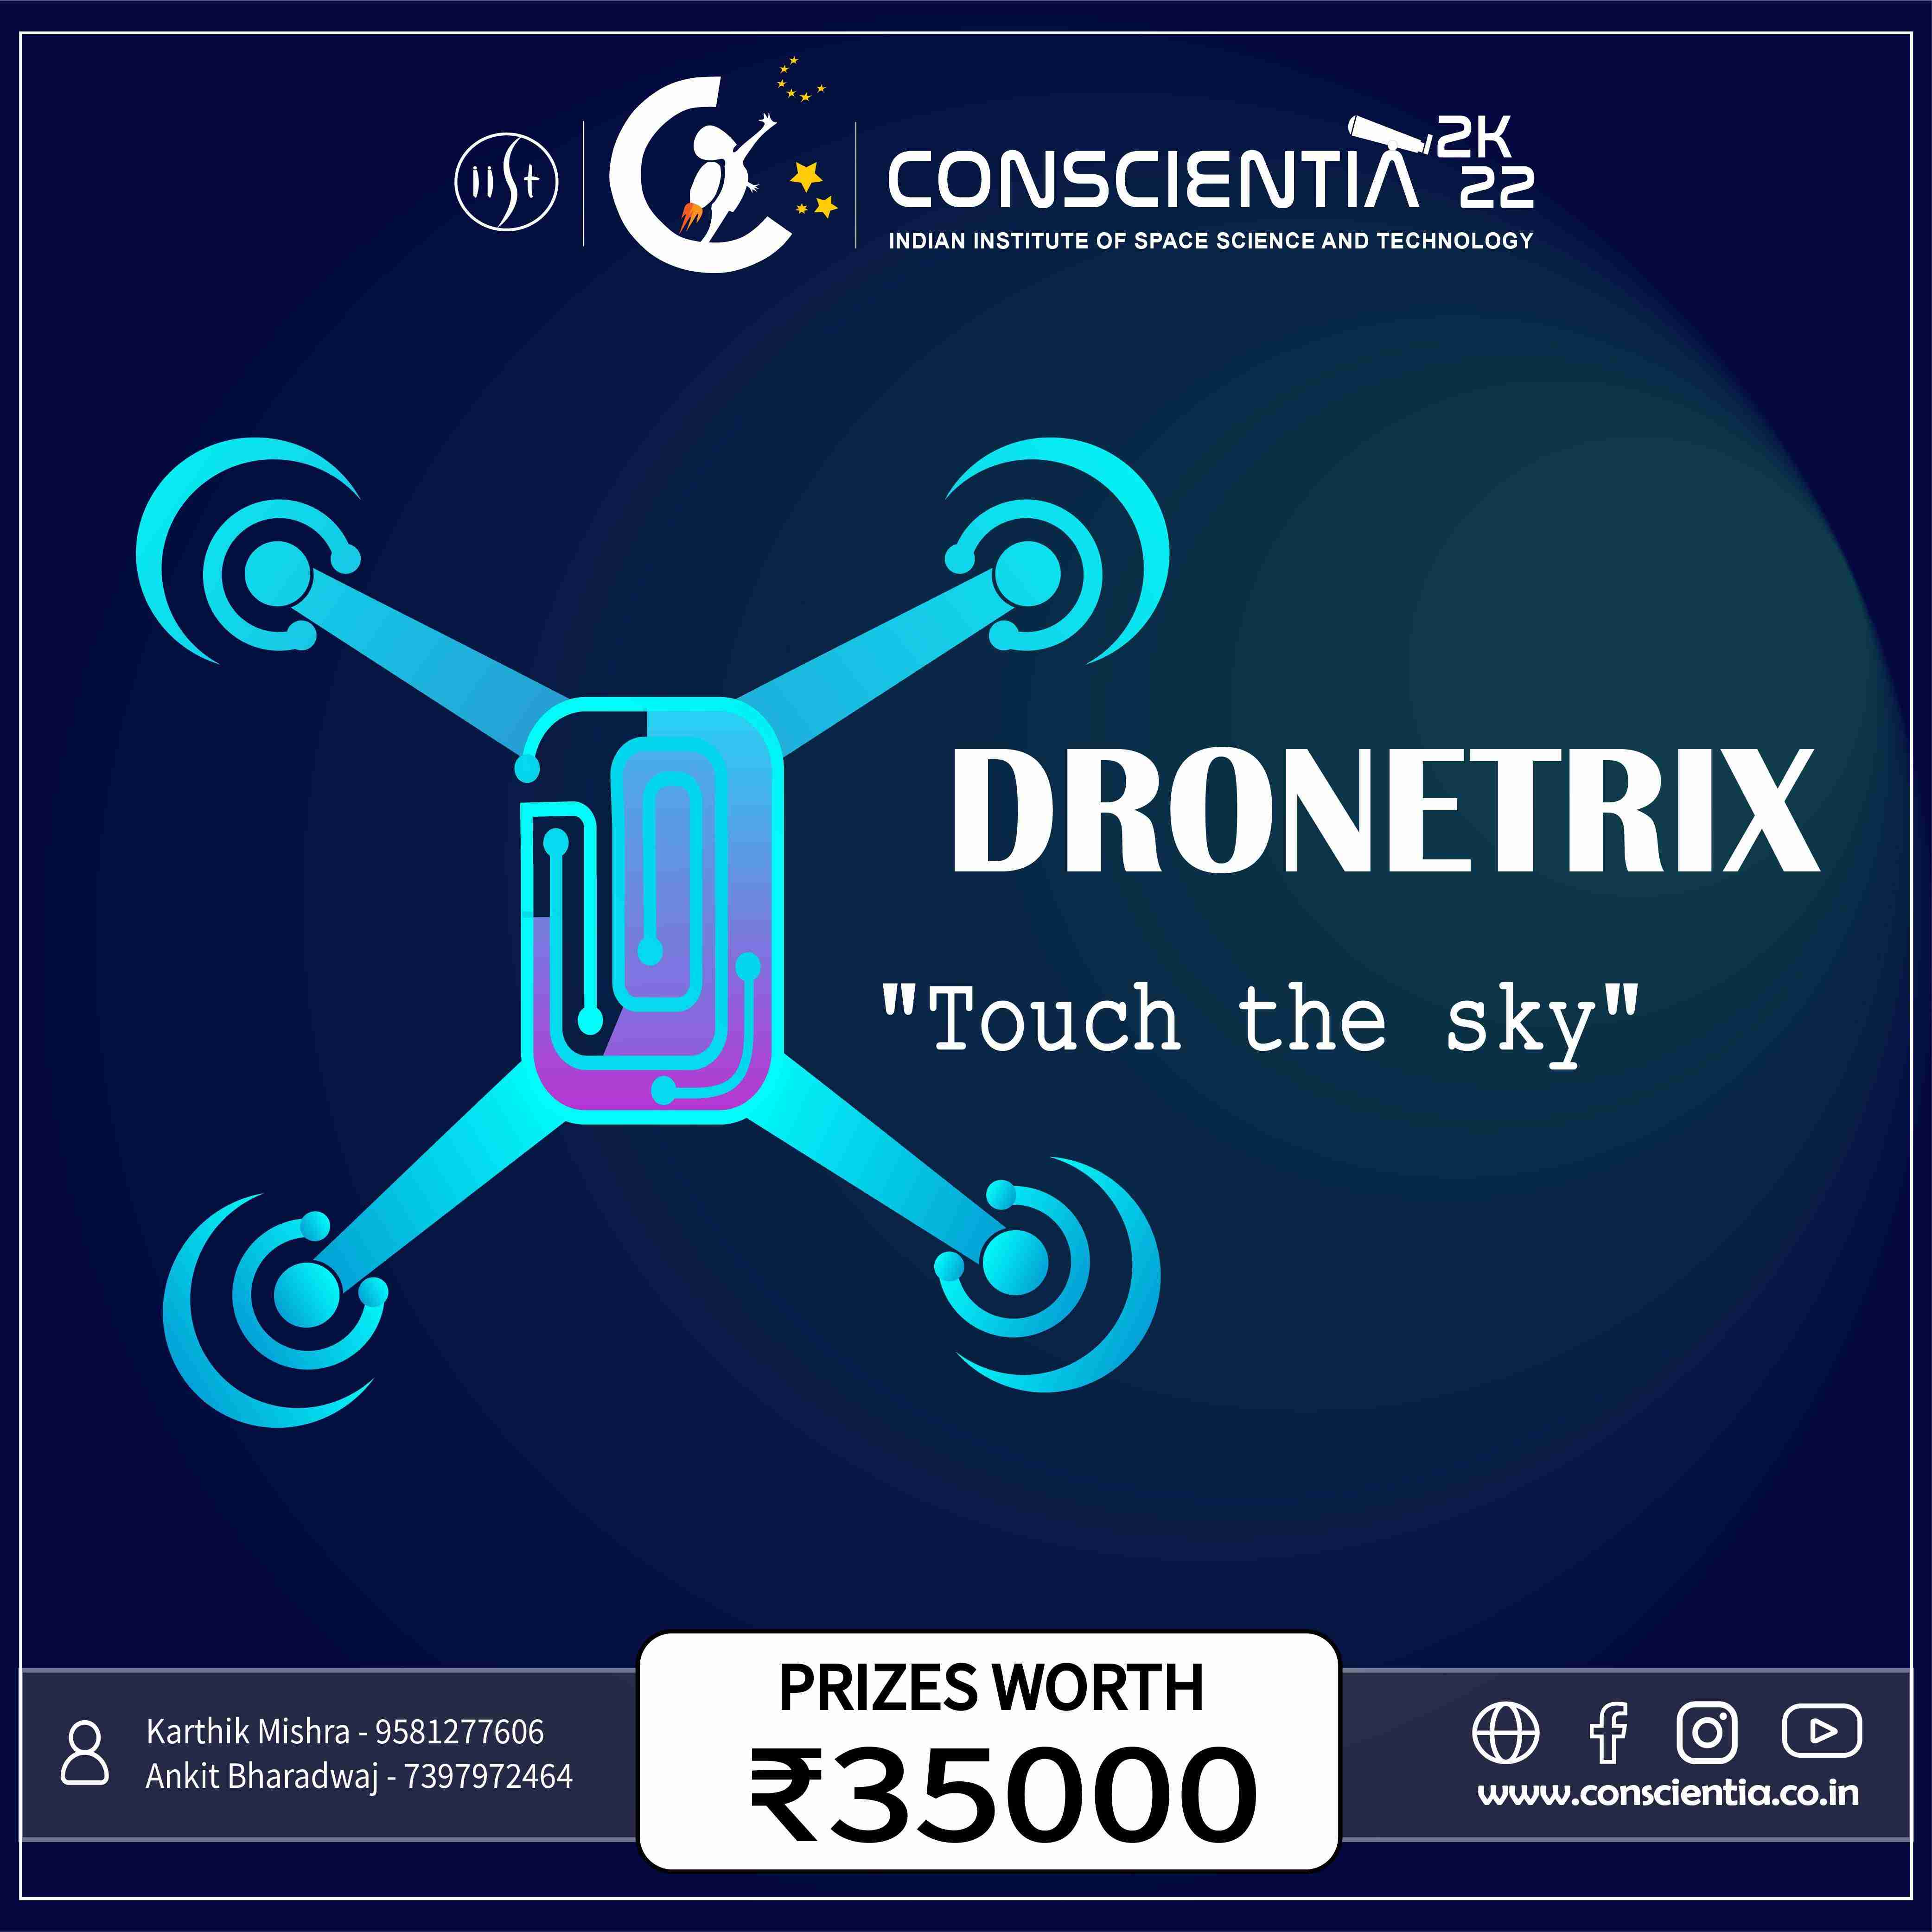 iist
CONSCIENTIA 2K
22
INDIAN INSTITUTE OF SPACE SCIENCE AND TECHNOLOGY
DRONETRIX
"Touch the sky"
PRIZES WORTH
₹35000
Karthik Mishra - 9581277606
Ankit Bharadwaj - 7397972464
www.conscientia.co.in